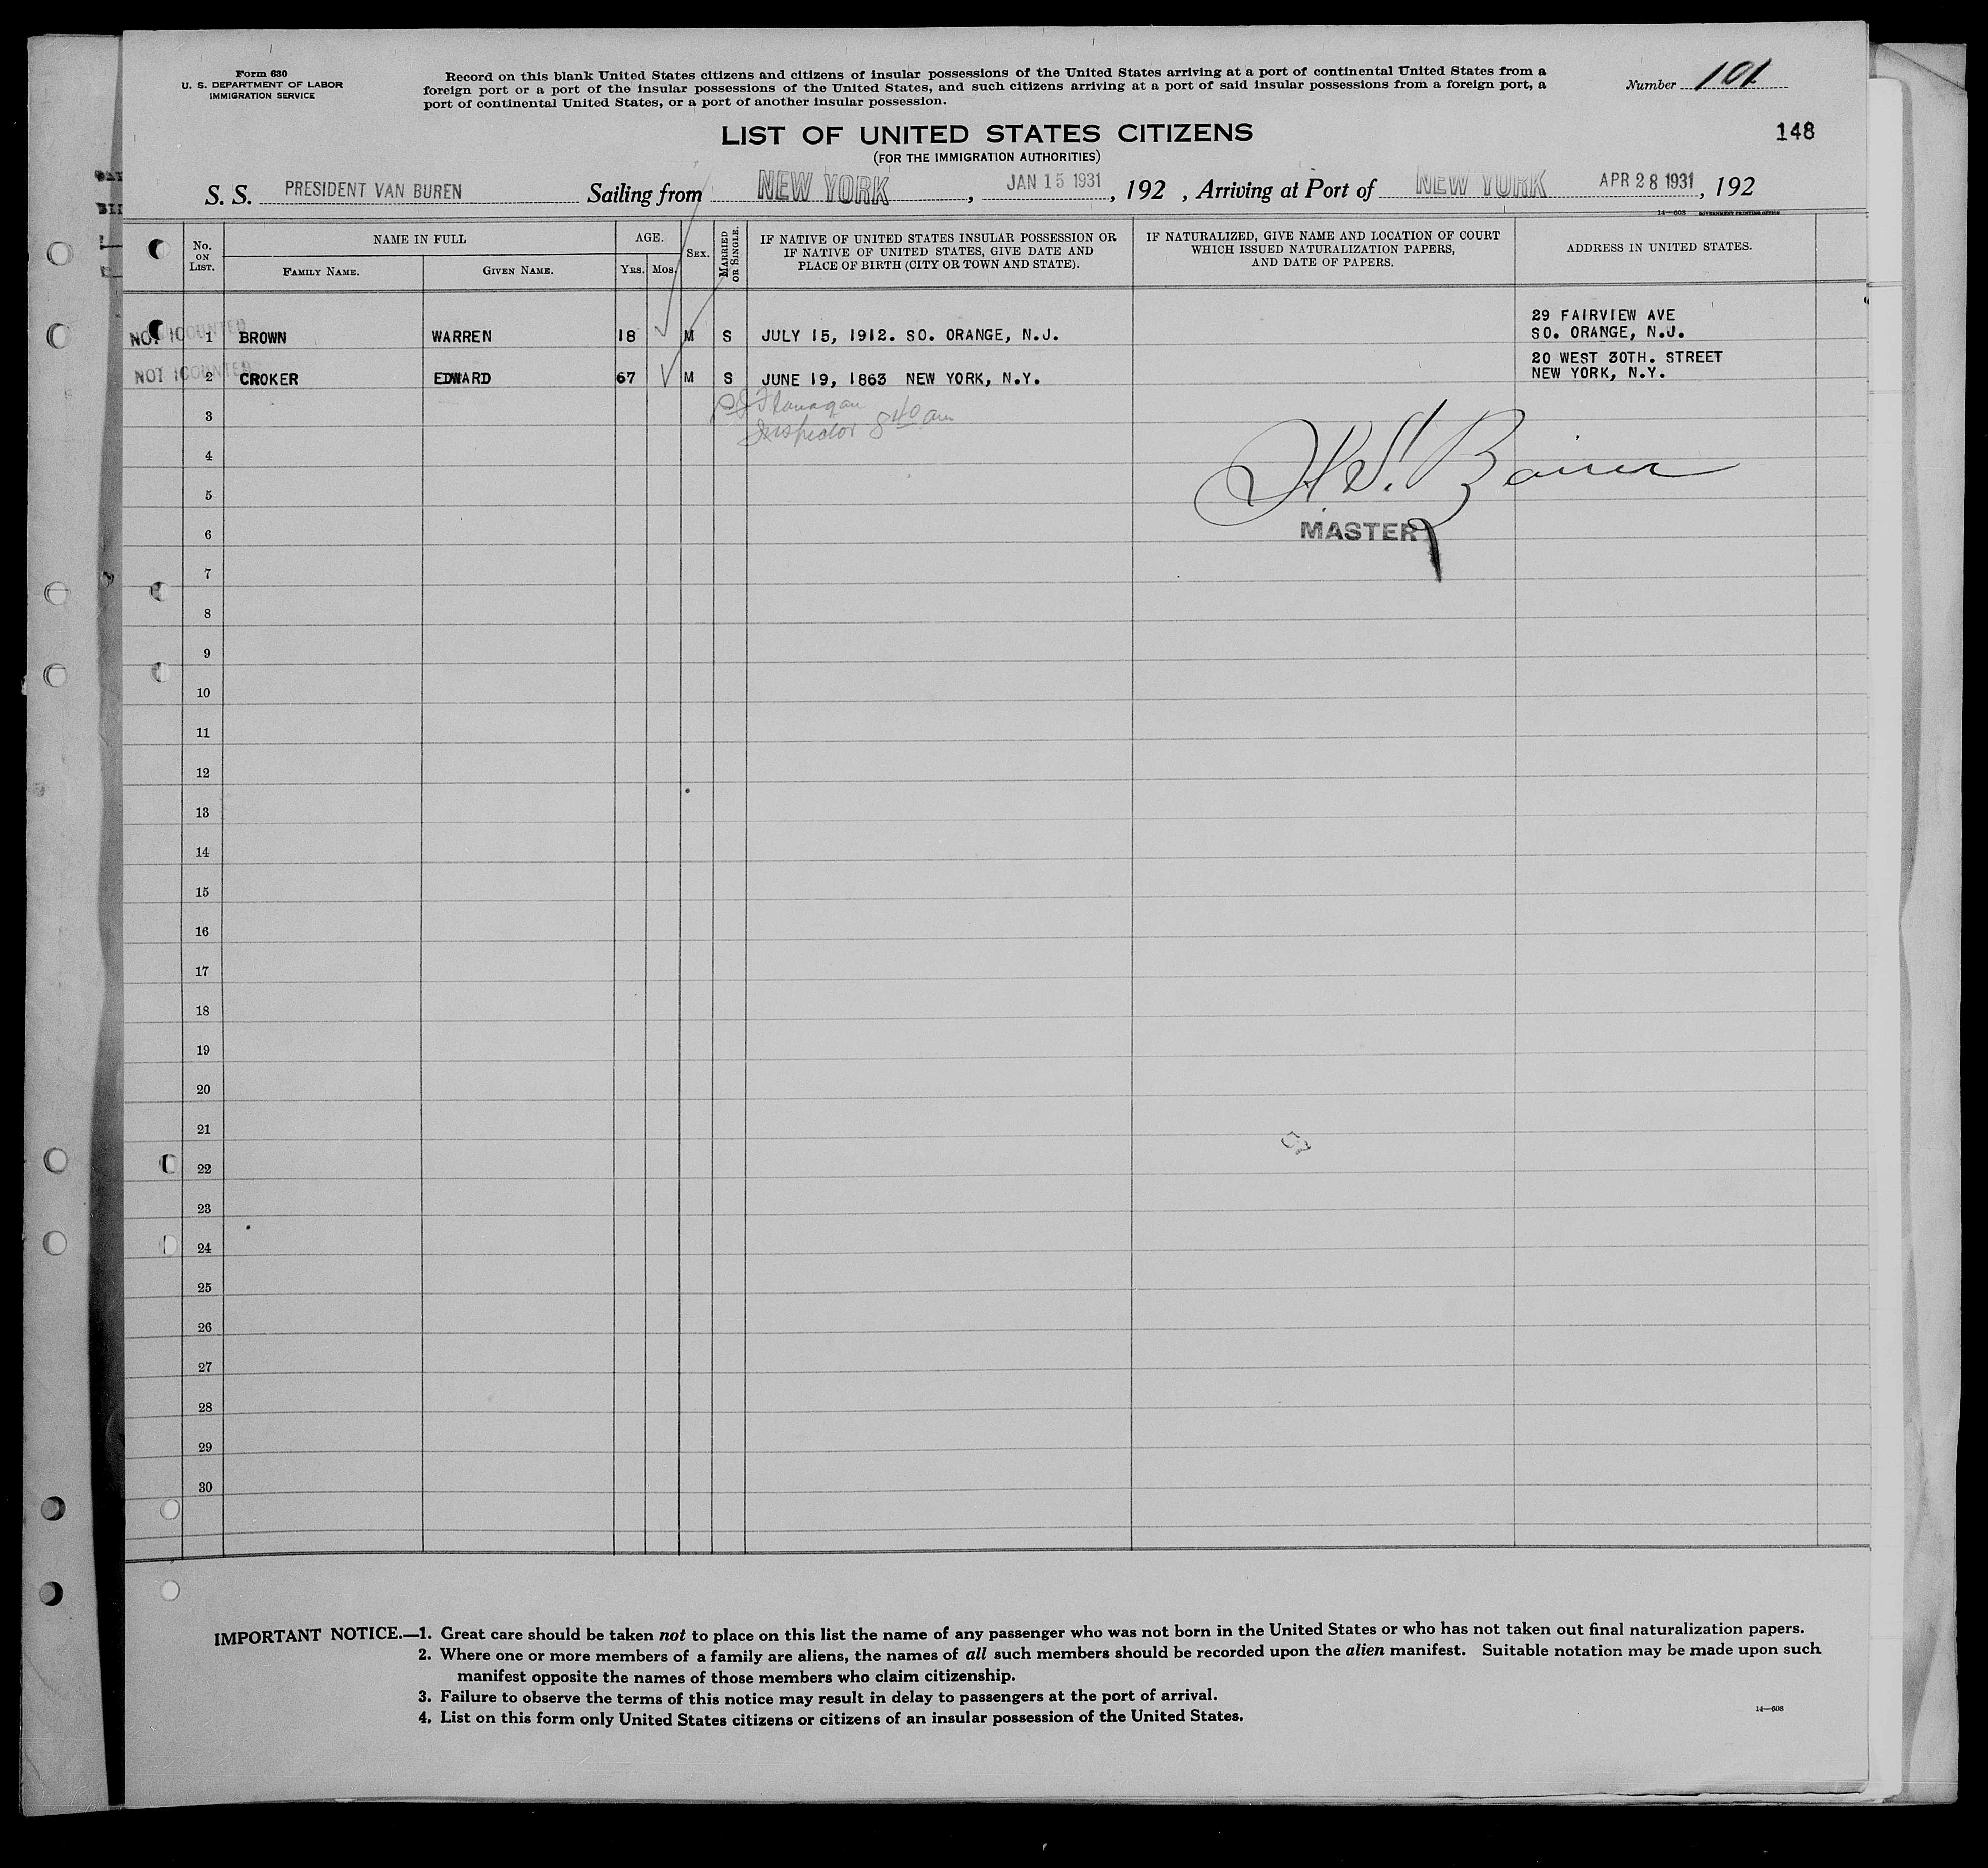 Form 630
U. S. DEPARTMENT OF LABOR
IMMIGRATION SERVICE
Record on this blank United States citizens and citizens of insular possessions of the United States arriving at a port of continental United States from a
foreign port or a port of the insular possessions of the United States, and such citizens arriving at a port of said insular possessions from a foreign port, a
port of continental United States, or a port of another insular possession.
Number 101
148
LIST OF UNITED STATES CITIZENS
(FOR THE IMMIGRATION AUTHORITIES)
S. S. PRESIDENT VAN BUREN Sailing from NEW YORK, JAN 15 1931, 192 , Arriving at Port of NEW YORK APR 28 1931, 192
14—608 GOVERNMENT PRINTING OFFICE
No. ON LIST.
NAME IN FULL
FAMILY NAME.
GIVEN NAME.
AGE.
YRS.
MOS.
SEX.
MARRIED OR SINGLE.
IF NATIVE OF UNITED STATES INSULAR POSSESSION OR
IF NATIVE OF UNITED STATES, GIVE DATE AND
PLACE OF BIRTH (CITY OR TOWN AND STATE).
IF NATURALIZED, GIVE NAME AND LOCATION OF COURT
WHICH ISSUED NATURALIZATION PAPERS,
AND DATE OF PAPERS.
ADDRESS IN UNITED STATES.
29 FAIRVIEW AVE
NOT COUNTED 1 BROWN WARREN 18 M S JULY 15, 1912. SO. ORANGE, N.J. SO. ORANGE, N.J.
20 WEST 30TH. STREET
NOT COUNTED 2 CROKER EDWARD 67 M S JUNE 19, 1863 NEW YORK, N.Y. NEW YORK, N.Y.
Flanagan
3 Inspector 8 40 am
4
5
6 MASTER
7
8
9
10
11
12
13
14
15
16
17
18
19
20
21
22
23
24
25
26
27
28
29
30
IMPORTANT NOTICE.—1. Great care should be taken not to place on this list the name of any passenger who was not born in the United States or who has not taken out final naturalization papers.
2. Where one or more members of a family are aliens, the names of all such members should be recorded upon the alien manifest. Suitable notation may be made upon such
manifest opposite the names of those members who claim citizenship.
3. Failure to observe the terms of this notice may result in delay to passengers at the port of arrival.
4. List on this form only United States citizens or citizens of an insular possession of the United States.
14—608